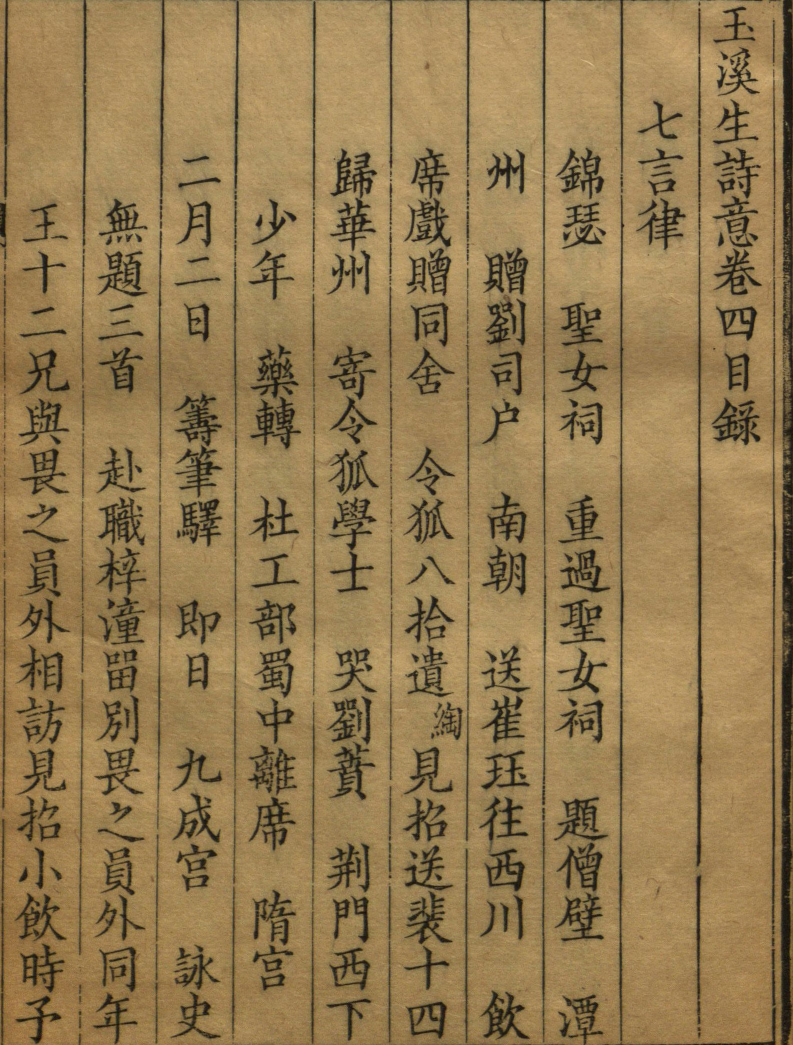 玉溪生詩意卷四目錄
七言律
錦瑟　聖女祠　重過聖女祠　題僧壁　潭
州　贈劉司户　南朝　送崔珏往西川　飲
席戲贈同舍　令狐八拾遺綯見招送裴十四
歸華州　寄令狐學士　哭劉蕡　荆門西下
少年　藥轉　杜工部蜀中離席　隋宫
二月二日　籌筆驛　即日　九成宫　詠史
無題三首　赴職梓潼畱別畏之員外同年
王十二兄與畏之員外相訪見招小飲時予